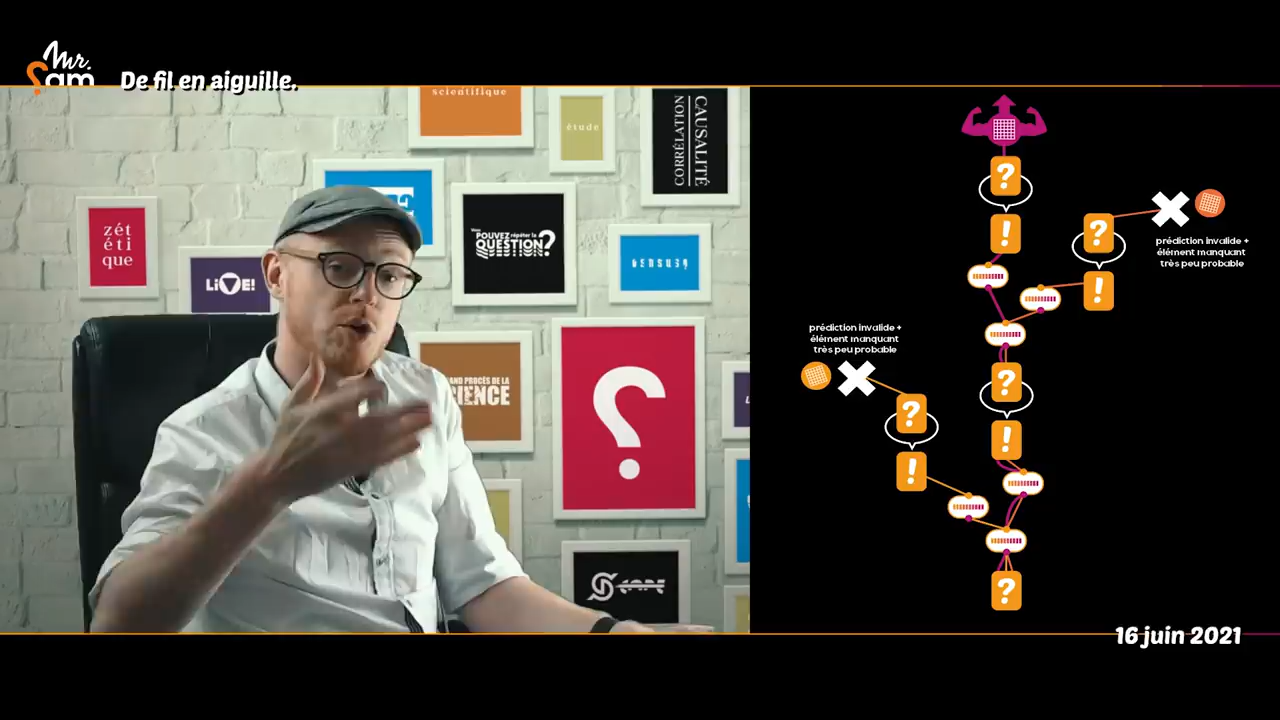 Mr.
Sam
De fil en aiguille.
scientifique
étude
CORRÉLATION
CAUSALITÉ
zét
éti
que
LIVE!
Vous
POUVEZ répéter la
QUESTION?
?
PROCÈS DE LA
prédiction invalide +
élément manquant
très peu probable
prédiction invalide +
élément manquant
très peu probable
?
!
?
!
?
!
?
!
?
16 juin 2021